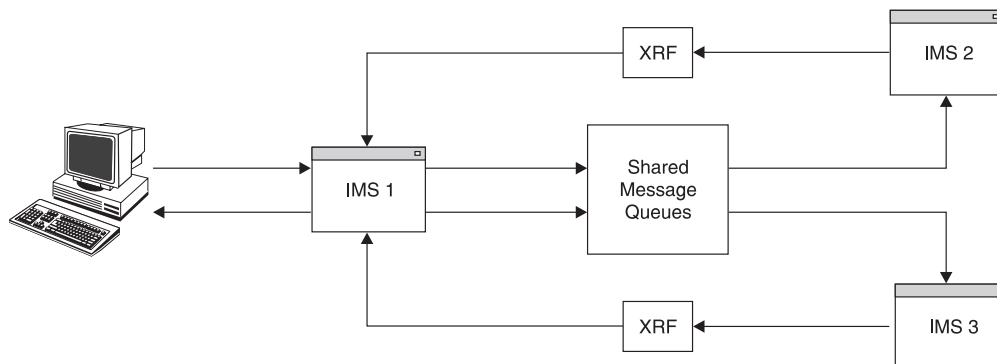 XRF
IMS 2
IMS 1
Shared
Message
Queues
XRF
IMS 3